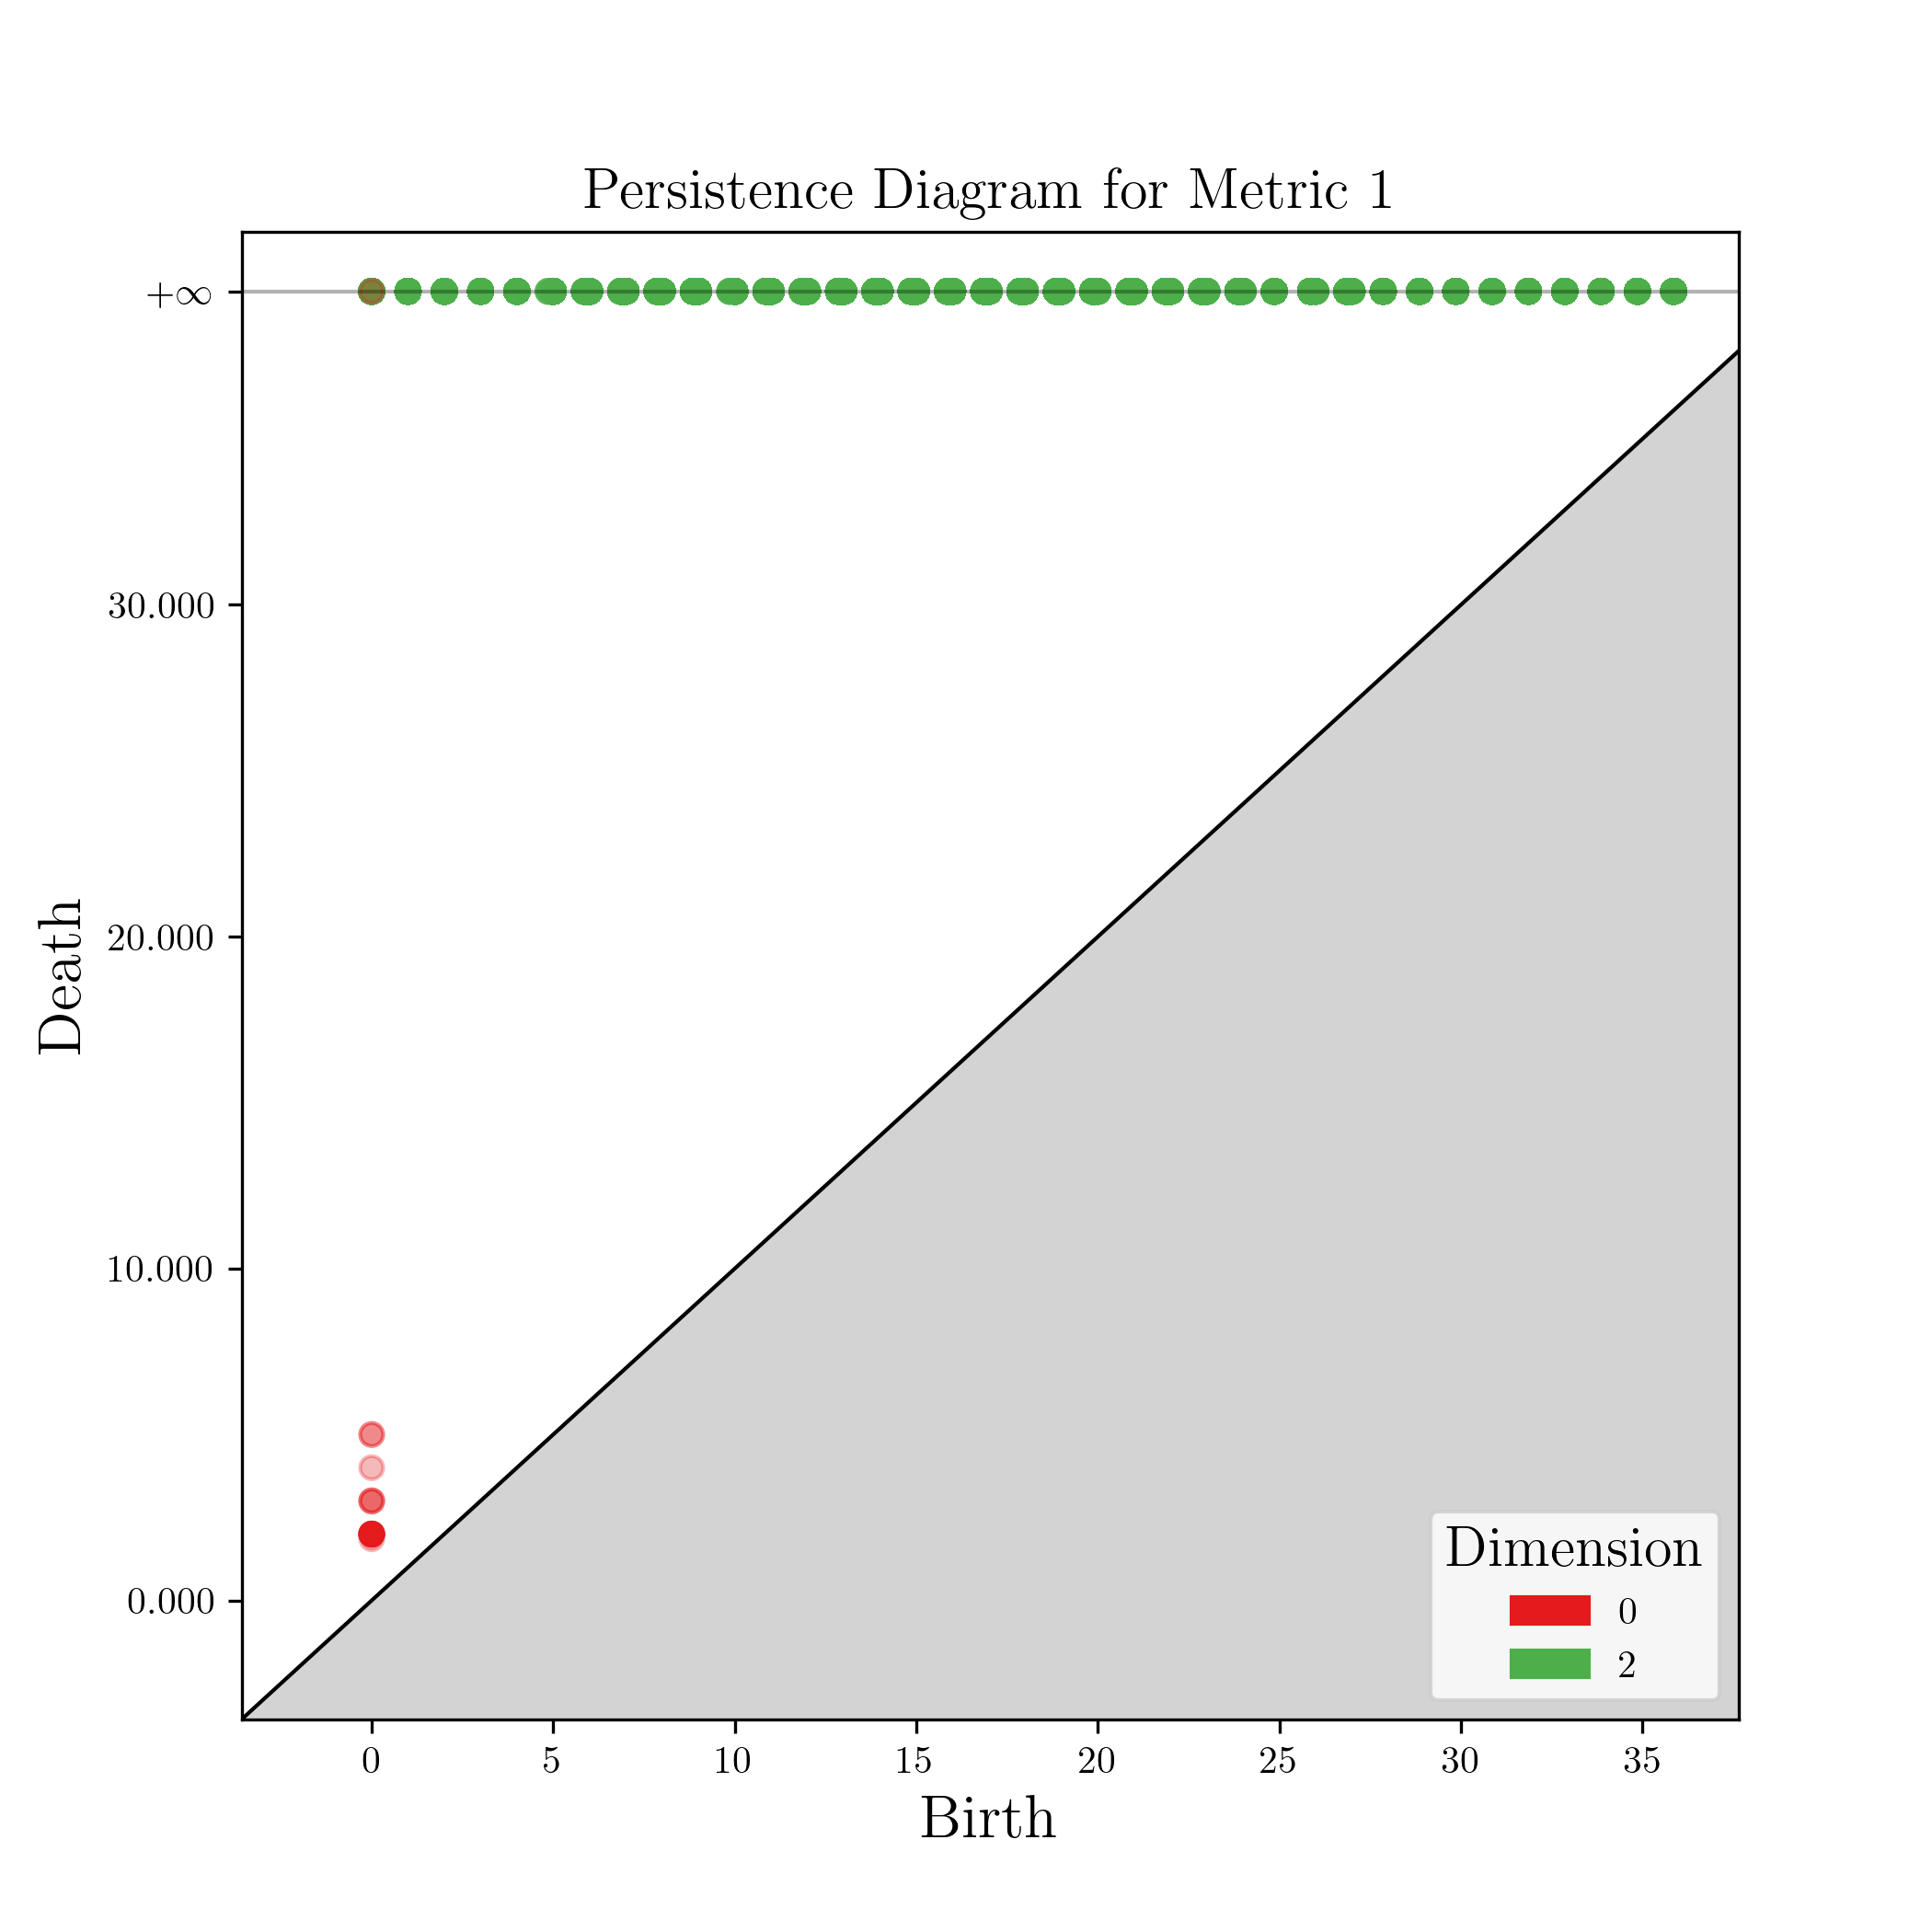 Persistence Diagram for Metric 1
+∞
30.000
20.000
10.000
0.000
Death
0 5 10 15 20 25 30 35
Birth
Dimension
0
2